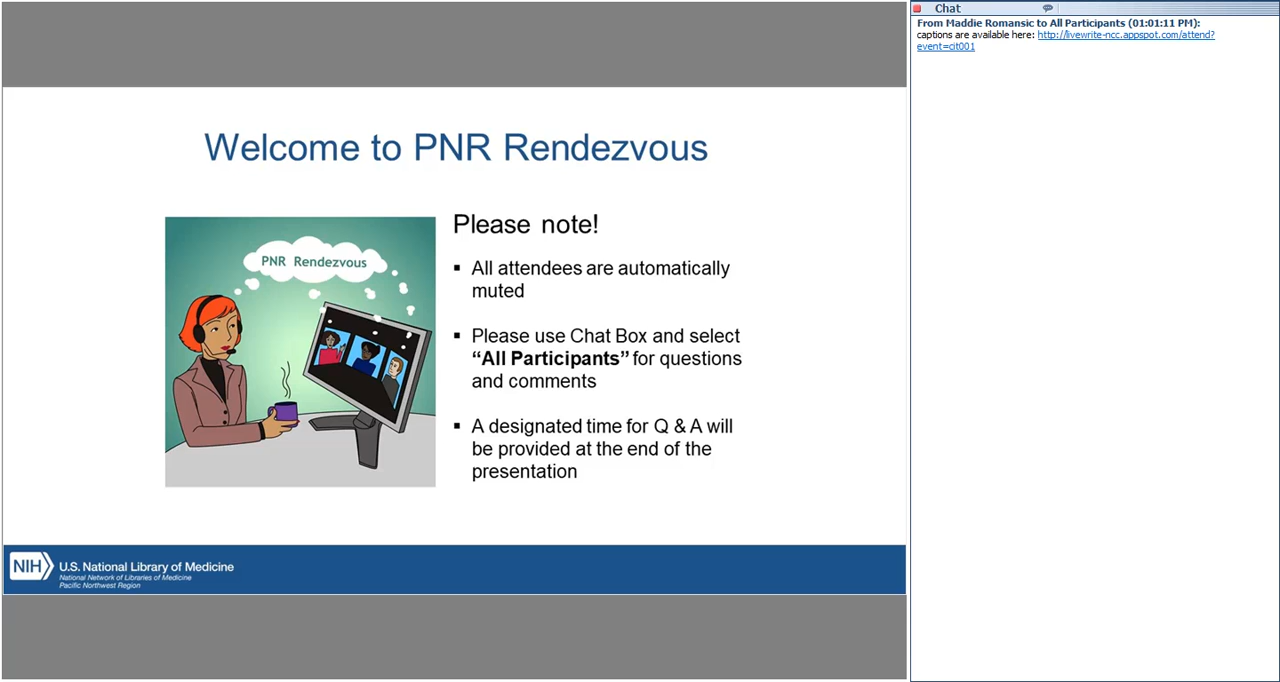 Chat
From Maddie Romansic to All Participants (01:01:11 PM):
captions are available here: http://livewrite-ncc.appspot.com/attend?
event=cit001
Welcome to PNR Rendezvous
PNR Rendezvous
Please note!
▪ All attendees are automatically
muted
▪ Please use Chat Box and select
“All Participants” for questions
and comments
▪ A designated time for Q & A will
be provided at the end of the
presentation
NIH
U.S. National Library of Medicine
National Network of Libraries of Medicine
Pacific Northwest Region